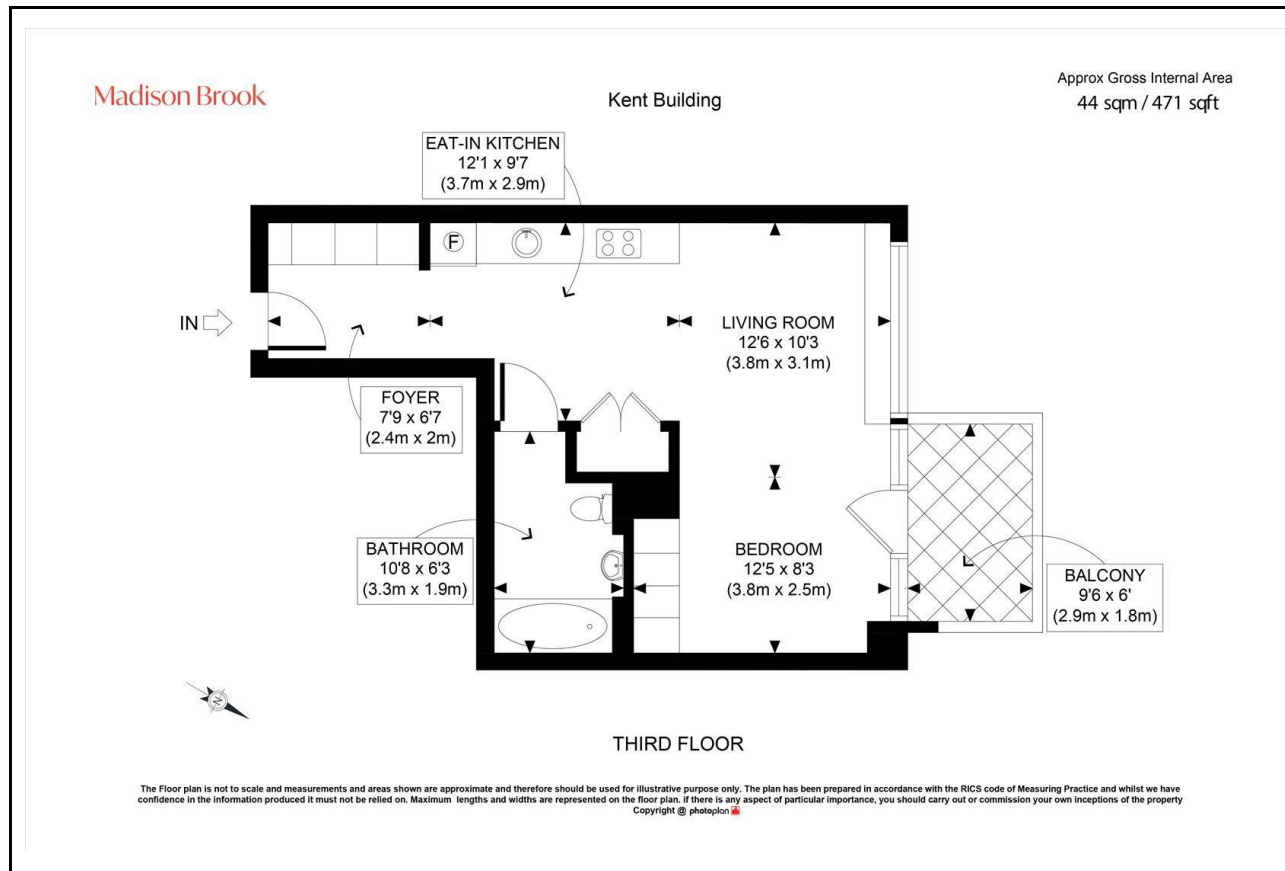 Madison Brook
Kent Building
Approx Gross Internal Area
44 sqm / 471 sqft
EAT-IN KITCHEN
12'1 x 9'7
(3.7m x 2.9m)
F
IN
LIVING ROOM
12'6 x 10'3
(3.8m x 3.1m)
FOYER
7'9 x 6'7
(2.4m x 2m)
BATHROOM
10'8 x 6'3
(3.3m x 1.9m)
BEDROOM
12'5 x 8'3
(3.8m x 2.5m)
BALCONY
9'6 x 6'
(2.9m x 1.8m)
N
THIRD FLOOR
The Floor plan is not to scale and measurements and areas shown are approximate and therefore should be used for illustrative purpose only. The plan has been prepared in accordance with the RICS code of Measuring Practice and whilst we have
confidence in the information produced it must not be relied on. Maximum lengths and widths are represented on the floor plan. if there is any aspect of particular importance, you should carry out or commission your own inceptions of the property
Copyright @ photoplan